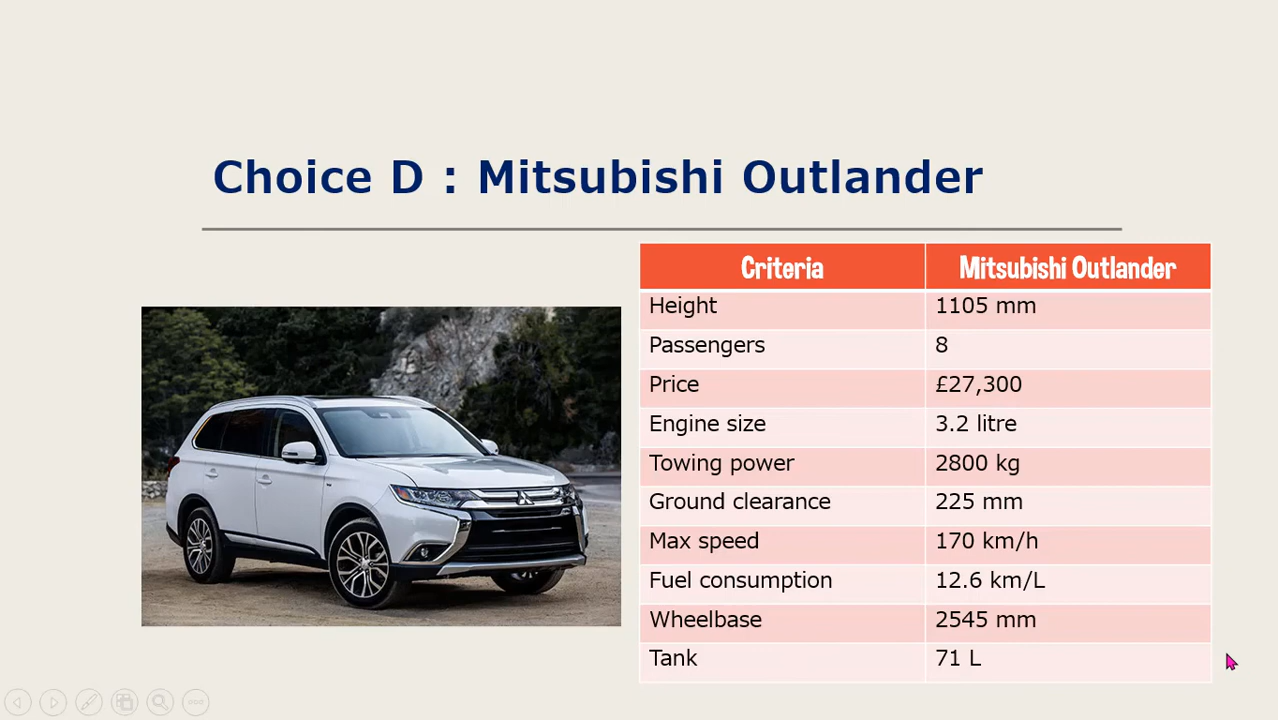 Choice D : Mitsubishi Outlander
Criteria Mitsubishi Outlander
Height 1105 mm
Passengers 8
Price £27,300
Engine size 3.2 litre
Towing power 2800 kg
Ground clearance 225 mm
Max speed 170 km/h
Fuel consumption 12.6 km/L
Wheelbase 2545 mm
Tank 71 L